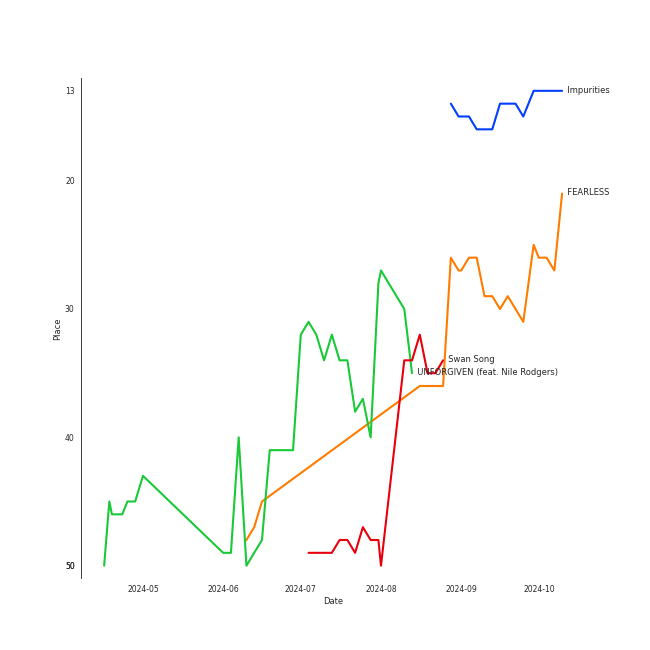 13
Impurities
20
FEARLESS
30
Swan Song
UNFORGIVEN (feat. Nile Rodgers)
Place
40
50
2024-05
2024-06
2024-07
2024-08
2024-09
2024-10
Date